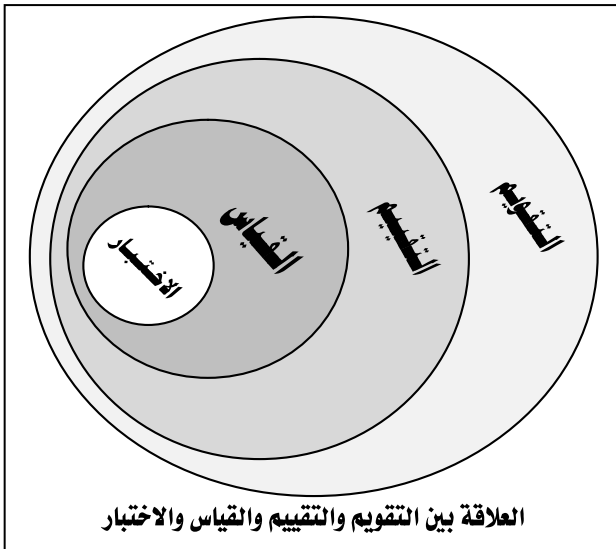 التقويم
التقييم
القياس
الاختبار
العلاقة بين التقويم والتقييم والقياس والاختبار